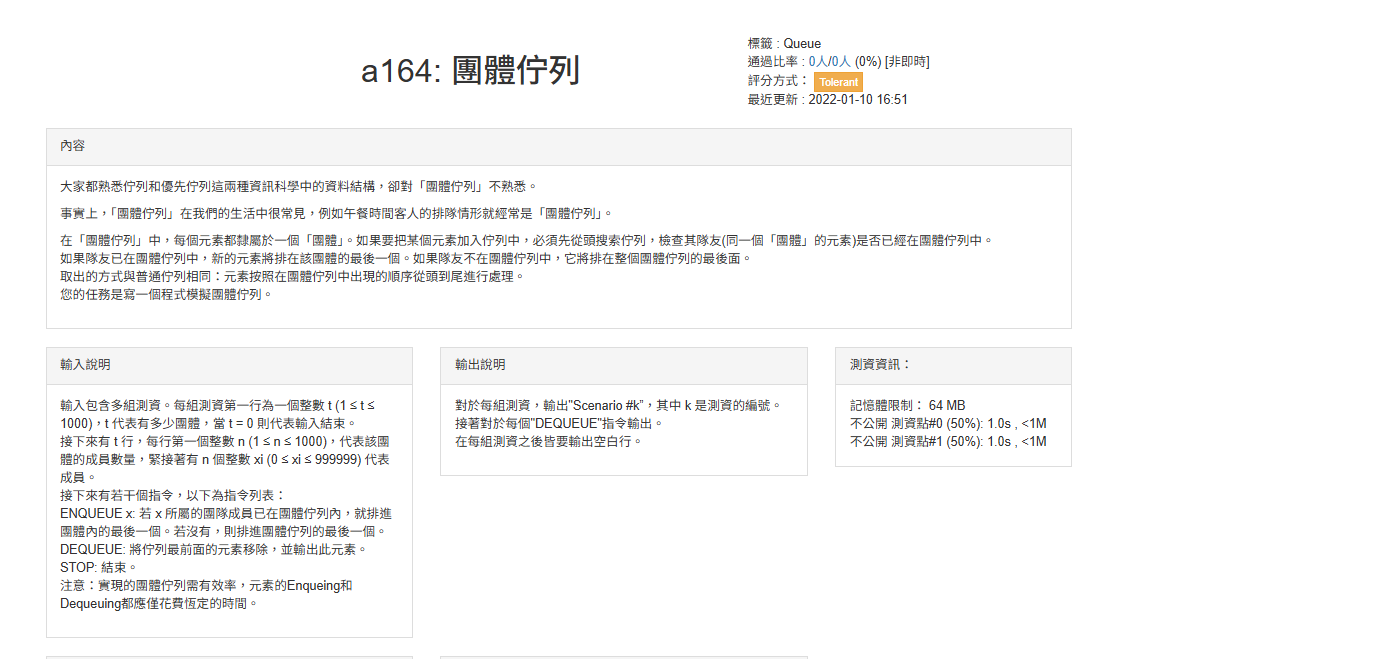 a164: 團體佇列
標籤 : Queue
通過比率 : 0人/0人 (0%) [非即時]
評分方式： Tolerant
最近更新 : 2022-01-10 16:51
內容
大家都熟悉佇列和優先佇列這兩種資訊科學中的資料結構，卻對「團體佇列」不熟悉。
事實上，「團體佇列」在我們的生活中很常見，例如午餐時間客人的排隊情形就經常是「團體佇列」。
在「團體佇列」中，每個元素都隸屬於一個「團體」。如果要把某個元素加入佇列中，必須先從頭搜索佇列，檢查其隊友(同一個「團體」的元素)是否已經在團體佇列中。
如果隊友已在團體佇列中，新的元素將排在該團體的最後一個。如果隊友不在團體佇列中，它將排在整個團體佇列的最後面。
取出的方式與普通佇列相同：元素按照在團體佇列中出現的順序從頭到尾進行處理。
您的任務是寫一個程式模擬團體佇列。
輸入說明
輸入包含多組測資。每組測資第一行為一個整數 t (1 ≤ t ≤
1000)，t 代表有多少團體，當 t = 0 則代表輸入結束。
接下來有 t 行，每行第一個整數 n (1 ≤ n ≤ 1000)，代表該團
體的成員數量，緊接著有 n 個整數 xi (0 ≤ xi ≤ 999999) 代表
成員。
接下來有若干個指令，以下為指令列表：
ENQUEUE x: 若 x 所屬的團隊成員已在團體佇列內，就排進
團體內的最後一個。若沒有，則排進團體佇列的最後一個。
DEQUEUE: 將佇列最前面的元素移除，並輸出此元素。
STOP: 結束。
注意：實現的團體佇列需有效率，元素的Enqueing和
Dequeuing都應僅花費恆定的時間。
輸出說明
對於每組測資，輸出"Scenario #k"，其中 k 是測資的編號。
接著對於每個"DEQUEUE"指令輸出。
在每組測資之後皆要輸出空白行。
測資資訊：
記憶體限制： 64 MB
不公開 測資點#0 (50%): 1.0s , <1M
不公開 測資點#1 (50%): 1.0s , <1M